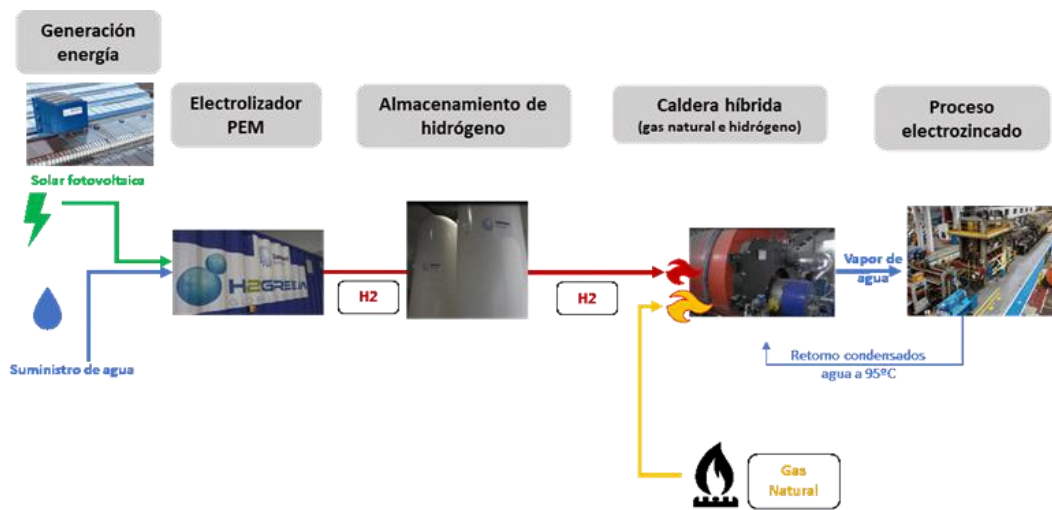 Generación
energía
Electrolizador
PEM
Almacenamiento de
hidrógeno
Caldera híbrida
(gas natural e hidrógeno)
Proceso
electrozincado
Solar fotovoltaica
H2GREEN
H2
H2
Vapor de
agua
Suministro de agua
Retorno condensados
agua a 95ºC
Gas
Natural